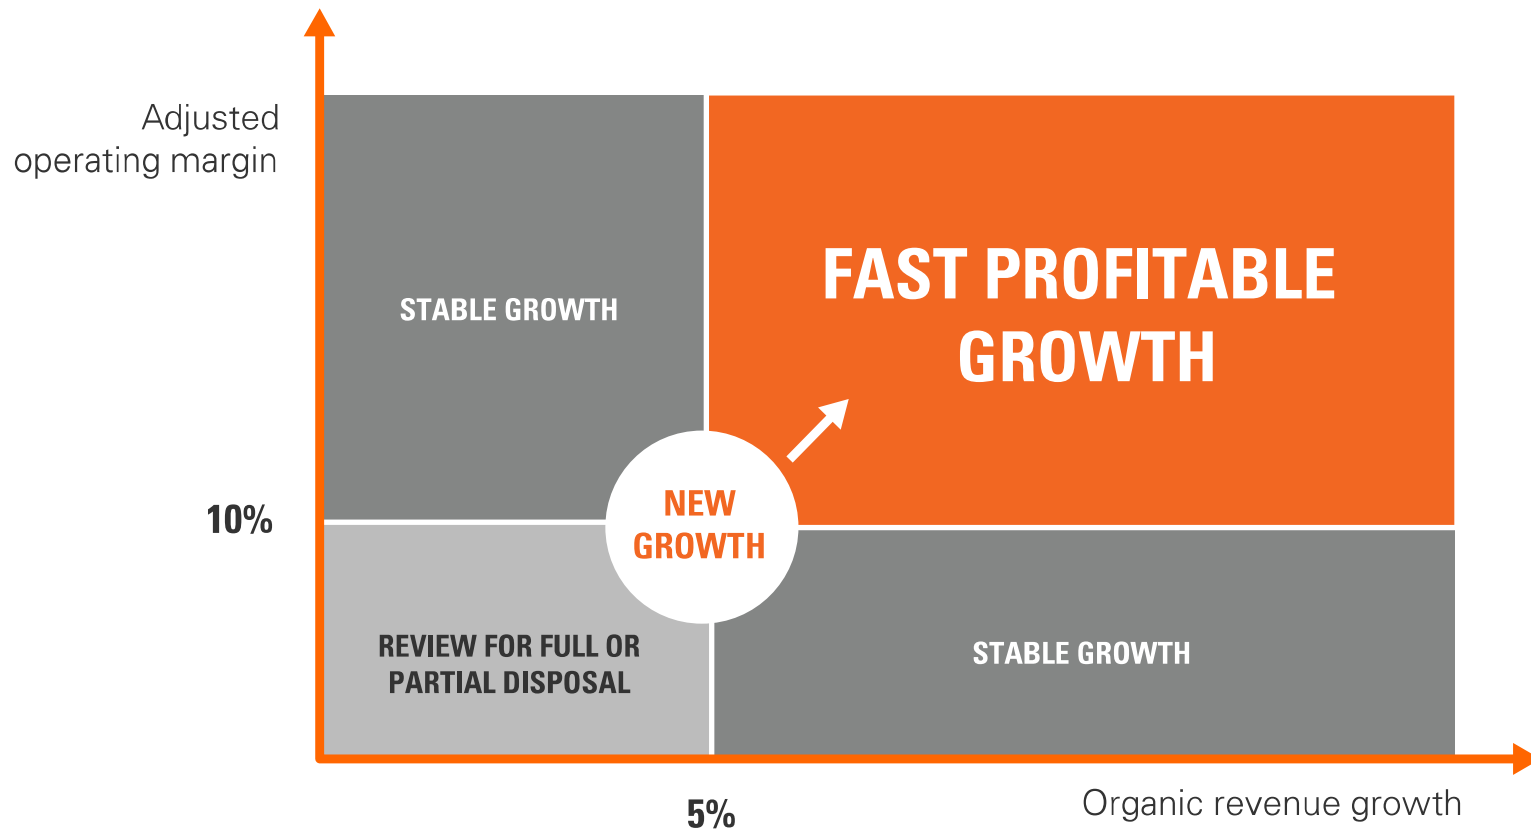 Adjusted
operating margin
STABLE GROWTH
FAST PROFITABLE
GROWTH
10%
NEW
GROWTH
REVIEW FOR FULL OR
PARTIAL DISPOSAL
STABLE GROWTH
5%
Organic revenue growth